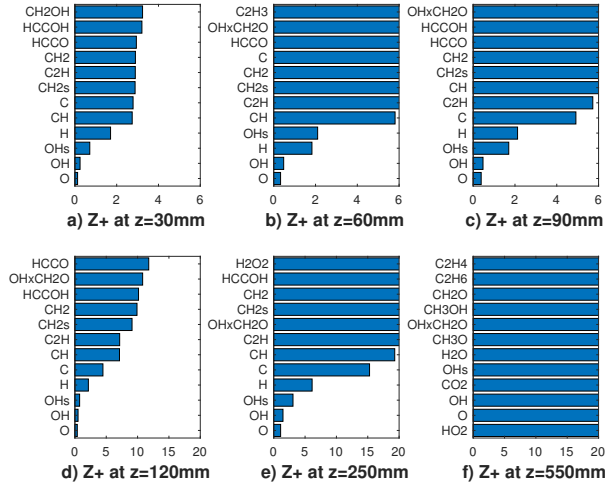 CH2OH
HCCOH
HCCO
CH2
C2H
CH2s
C
CH
H
OHs
OH
O
0 2 4 6
a) Z+ at z=30mm
C2H3
OHxCH2O
HCCO
C
CH2
CH2s
C2H
CH
OHs
H
OH
O
0 2 4 6
b) Z+ at z=60mm
OHxCH2O
HCCOH
HCCO
CH2
CH2s
CH
C2H
C
H
OHs
OH
O
0 2 4 6
c) Z+ at z=90mm
HCCO
OHxCH2O
HCCOH
CH2
CH2s
C2H
CH
C
H
OHs
OH
O
0 5 10 15 20
d) Z+ at z=120mm
H2O2
HCCOH
CH2
CH2s
OHxCH2O
C2H
CH
C
H
OHs
OH
O
0 5 10 15 20
e) Z+ at z=250mm
C2H4
C2H6
CH2O
CH3OH
OHxCH2O
CH3O
H2O
OHs
CO2
OH
O
HO2
0 5 10 15 20
f) Z+ at z=550mm